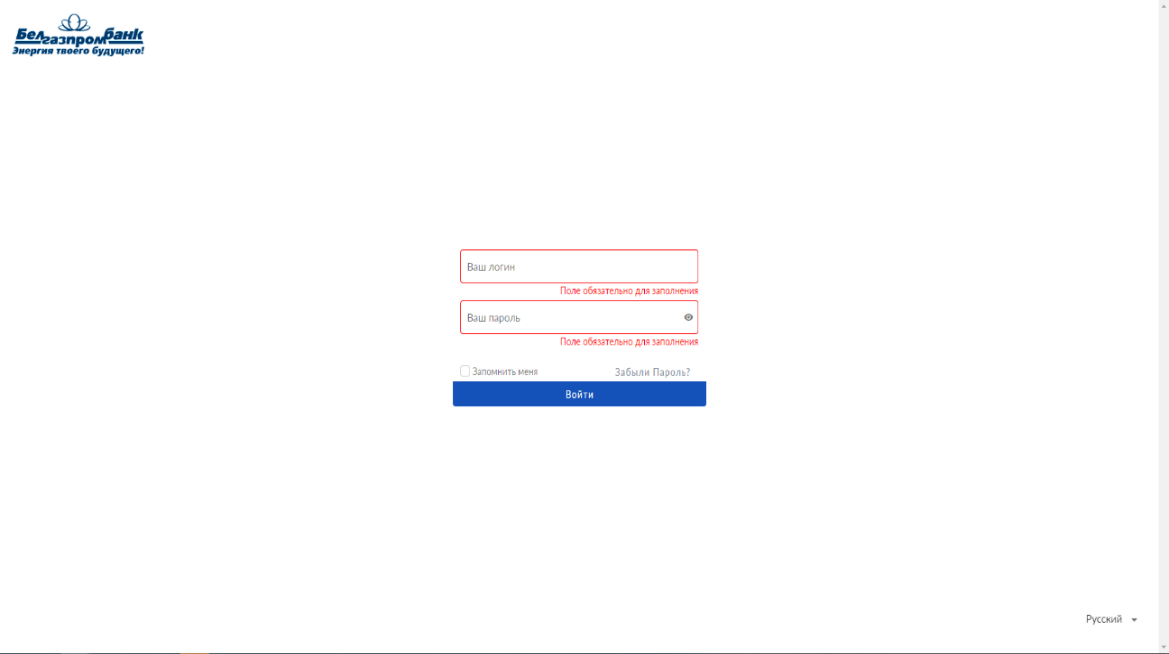 Белгазпромбанк
Энергия твоего будущего!
Ваш логин
Поле обязательно для заполнения
Ваш пароль
Поле обязательно для заполнения
Запомнить меня
Забыли Пароль?
Войти
Русский